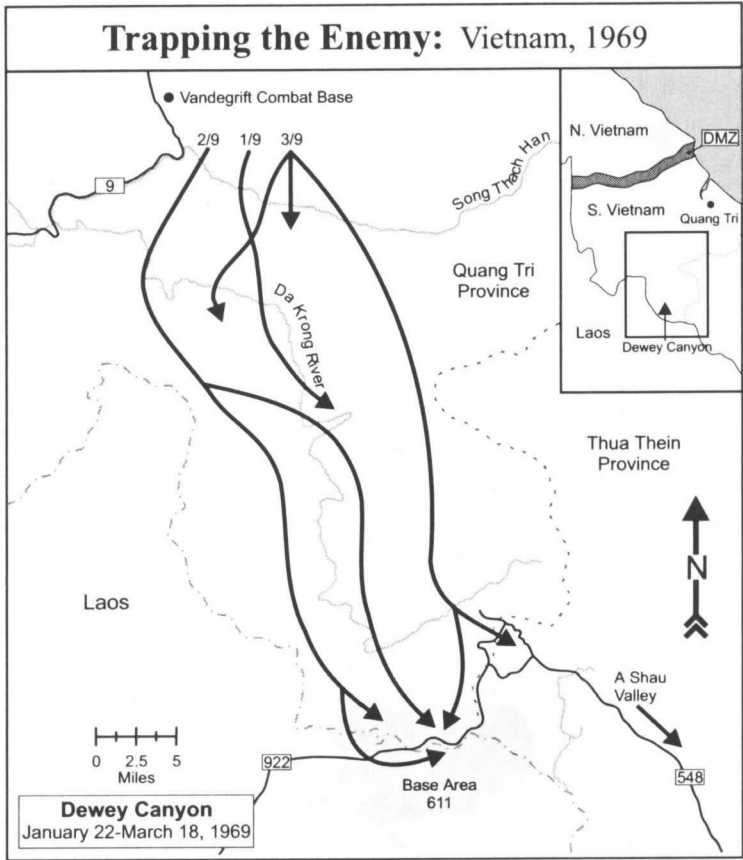 Trapping the Enemy: Vietnam, 1969
Vandegrift Combat Base
2/9 1/9 3/9
9
Song Thach Han
N. Vietnam
DMZ
S. Vietnam
Quang Tri
Laos
Dewey Canyon
Quang Tri
Province
Da Krong River
Thua Thein
Province
N
Laos
A Shau
Valley
0 2.5 5
Miles
922
548
Base Area
611
Dewey Canyon
January 22-March 18, 1969